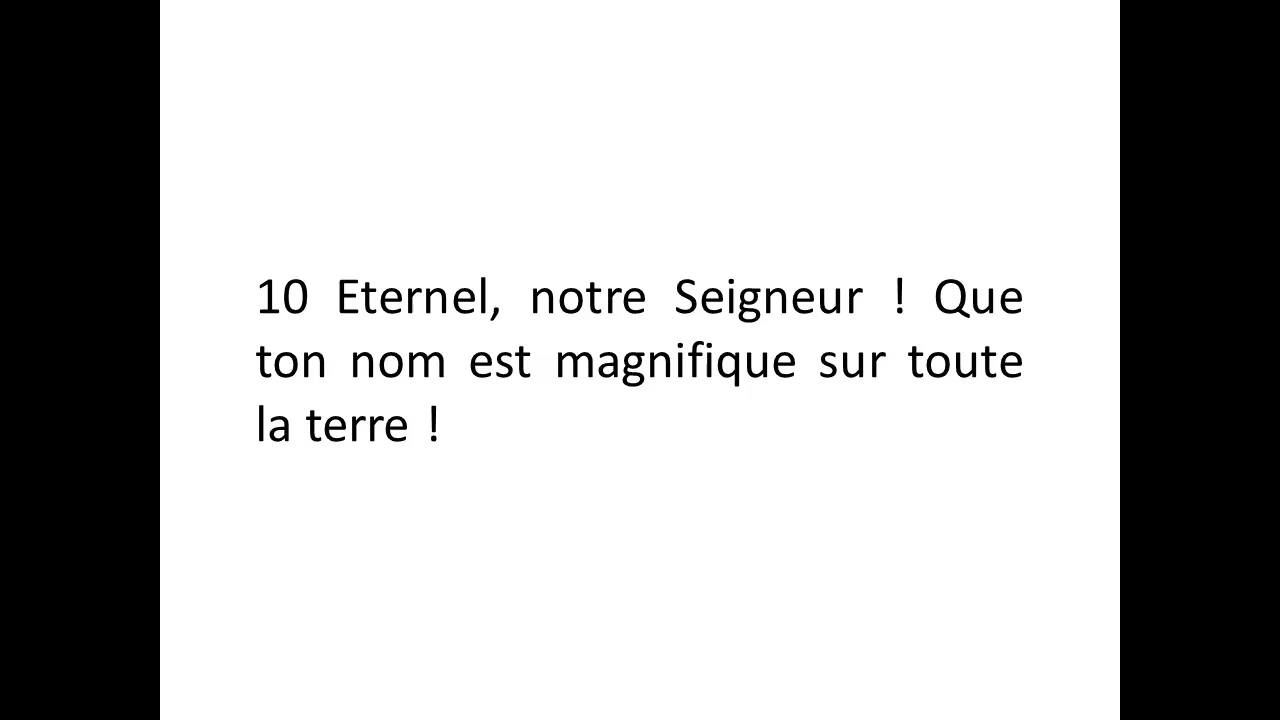 10 Eternel, notre Seigneur ! Que
ton nom est magnifique sur toute
la terre !